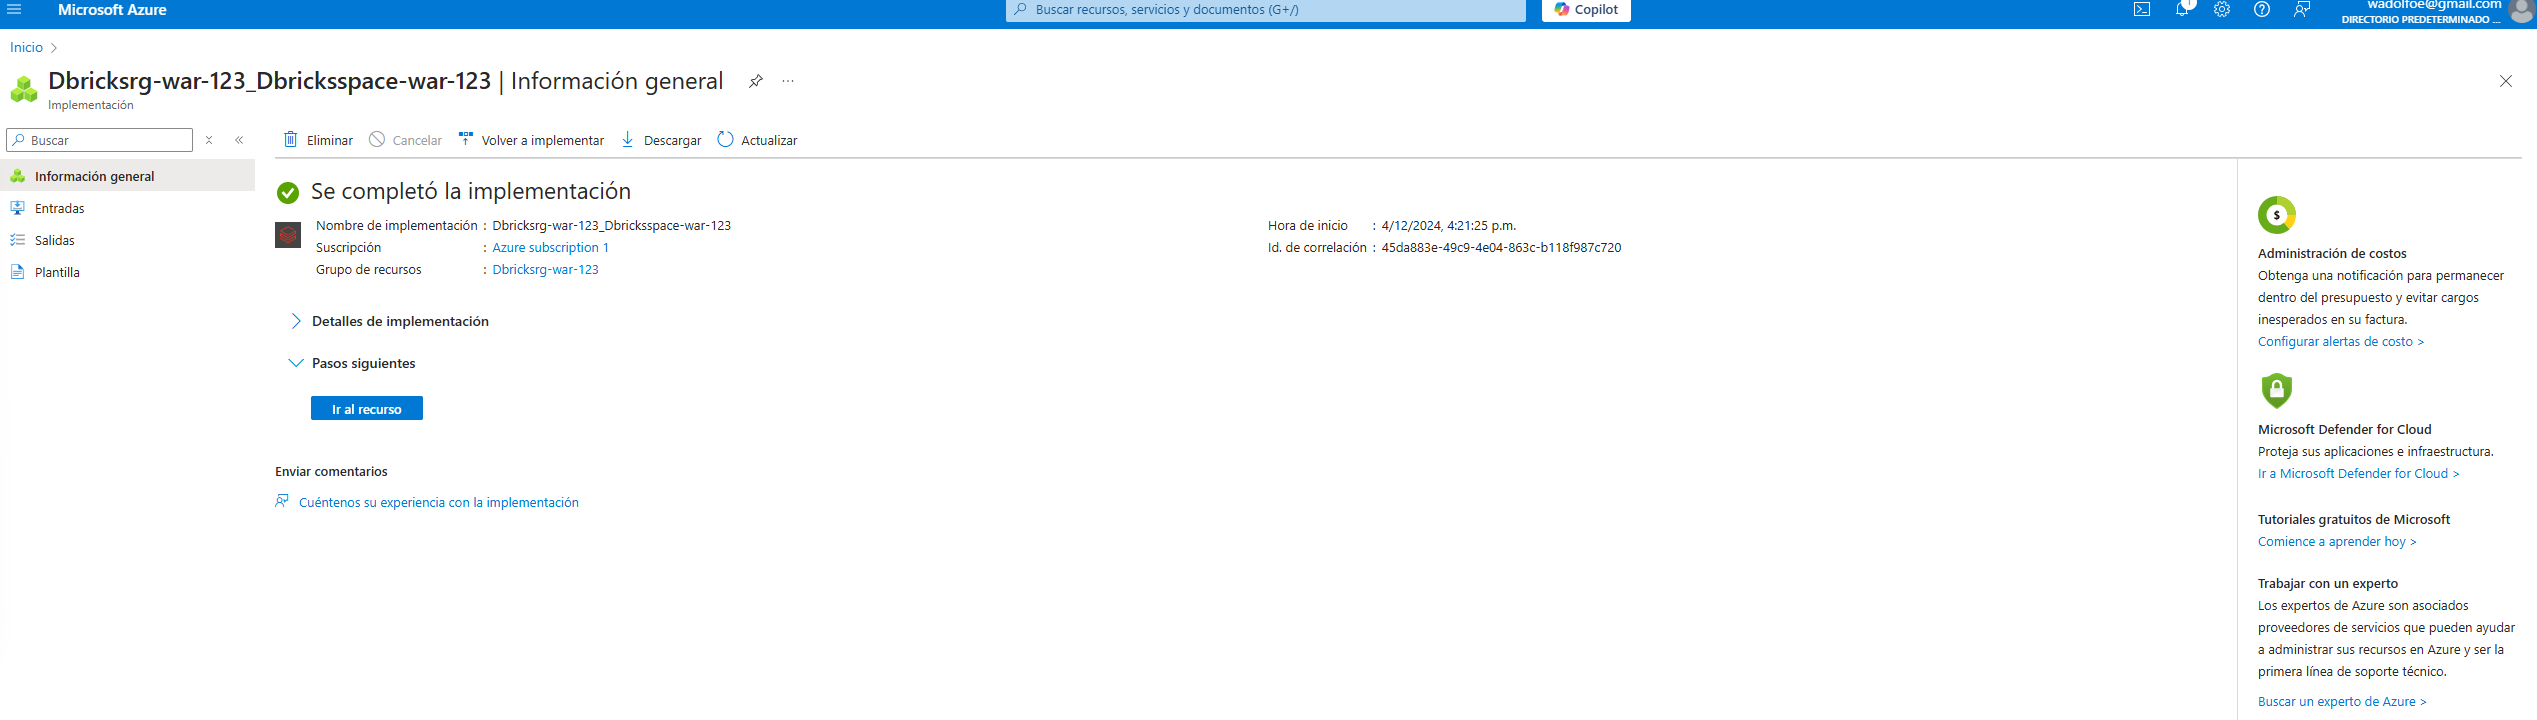 Microsoft Azure
Buscar recursos, servicios y documentos (G+/)
Copilot
1
wadolfoe@gmail.com
DIRECTORIO PREDETERMINADO ...
Inicio
Dbricksrg-war-123_Dbricksspace-war-123 | Información general
Implementación
Buscar
Eliminar
Cancelar
Volver a implementar
Descargar
Actualizar
Información general
Entradas
Salidas
Plantilla
Se completó la implementación
Nombre de implementación : Dbricksrg-war-123_Dbricksspace-war-123
Suscripción : Azure subscription 1
Grupo de recursos : Dbricksrg-war-123
Hora de inicio : 4/12/2024, 4:21:25 p.m.
Id. de correlación : 45da883e-49c9-4e04-863c-b118f987c720
Detalles de implementación
Pasos siguientes
Ir al recurso
Enviar comentarios
Cuéntenos su experiencia con la implementación
Administración de costos
Obtenga una notificación para permanecer
dentro del presupuesto y evitar cargos
inesperados en su factura.
Configurar alertas de costo >
Microsoft Defender for Cloud
Proteja sus aplicaciones e infraestructura.
Ir a Microsoft Defender for Cloud >
Tutoriales gratuitos de Microsoft
Comience a aprender hoy >
Trabajar con un experto
Los expertos de Azure son asociados
proveedores de servicios que pueden ayudar
a administrar sus recursos en Azure y ser la
primera línea de soporte técnico.
Buscar un experto de Azure >